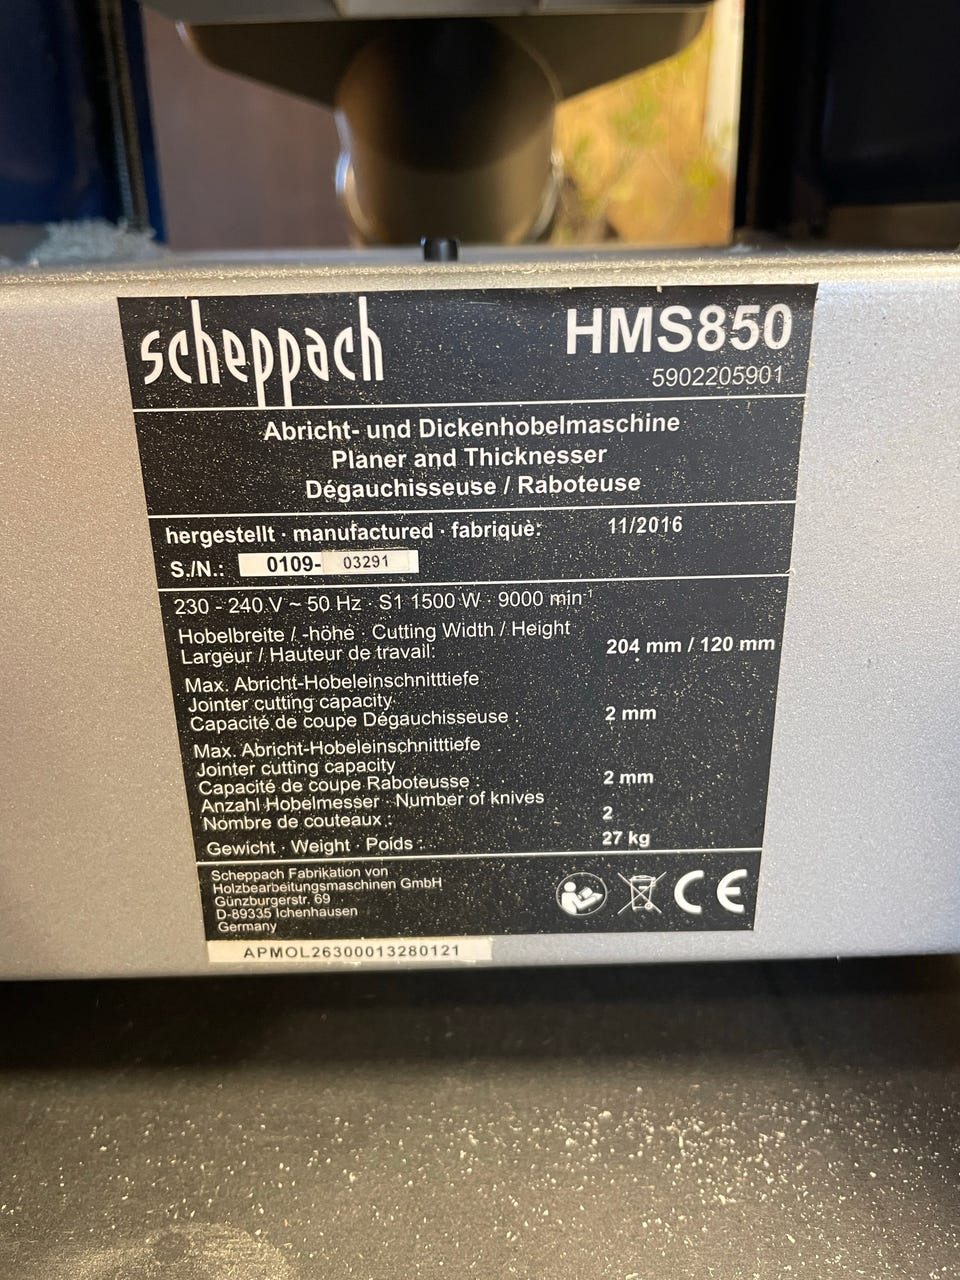 scheppach
HMS850
5902205901
Abricht- und Dickenhobelmaschine
Planer and Thicknesser
Dégauchisseuse / Raboteuse
hergestellt · manufactured · fabriquè: 11/2016
S./N.: 0109- 03291
230 - 240 V ~ 50 Hz · S1 1500 W · 9000 min⁻¹
Hobelbreite / -höhe · Cutting Width / Height
Largeur / Hauteur de travail: 204 mm / 120 mm
Max. Abricht-Hobeleinschnitttiefe
Jointer cutting capacity
Capacité de coupe Dégauchisseuse : 2 mm
Max. Abricht-Hobeleinschnitttiefe
Jointer cutting capacity
Capacité de coupe Raboteusse : 2 mm
Anzahl Hobelmesser · Number of knives
Nombre de couteaux : 2
Gewicht · Weight · Poids : 27 kg
Scheppach Fabrikation von
Holzbearbeitungsmaschinen GmbH
Günzburgerstr. 69
D-89335 Ichenhausen
Germany
CE
APMOL26300013280121